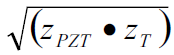 √(z_PZT • z_T)